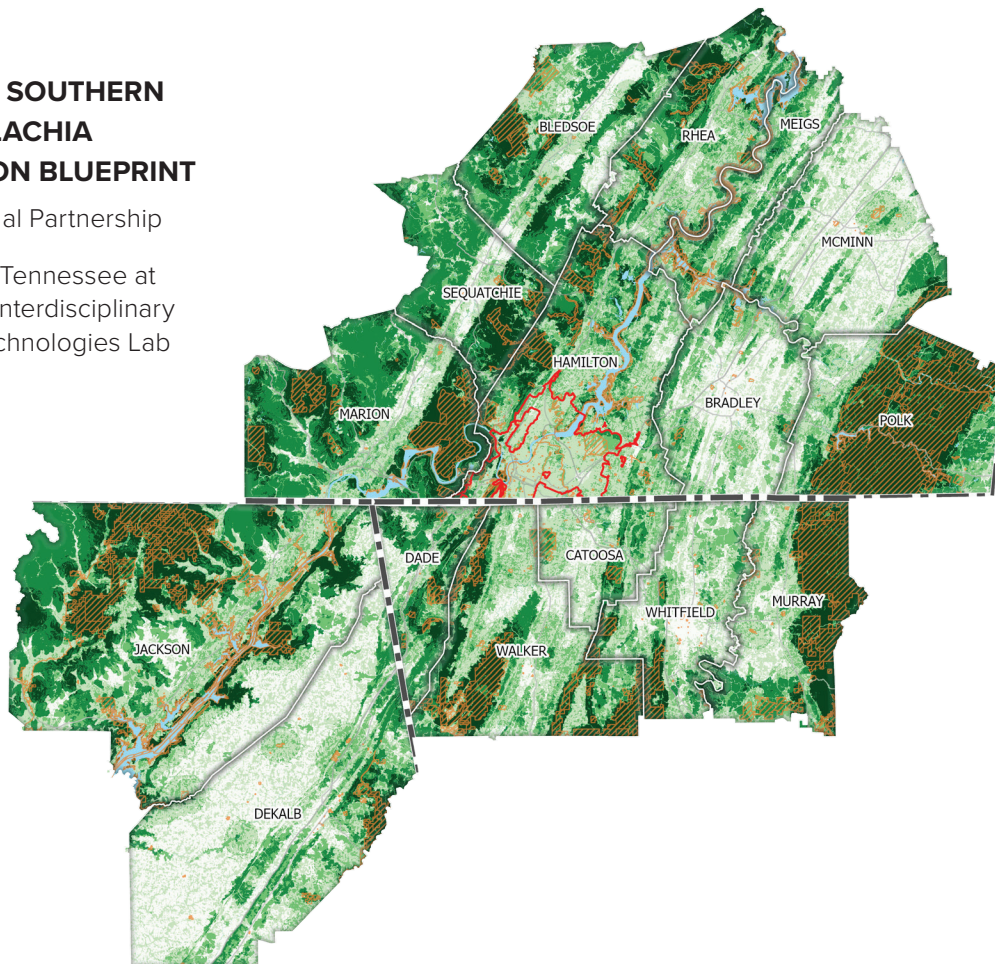 SOUTHERN
LACHIA
ON BLUEPRINT
al Partnership
Tennessee at
nterdisciplinary
chnologies Lab
BLEDSOE
RHEA
MEIGS
MCMINN
SEQUATCHIE
HAMILTON
MARION
BRADLEY
POLK
DADE
CATOOSA
JACKSON
WALKER
WHITFIELD
MURRAY
DEKALB